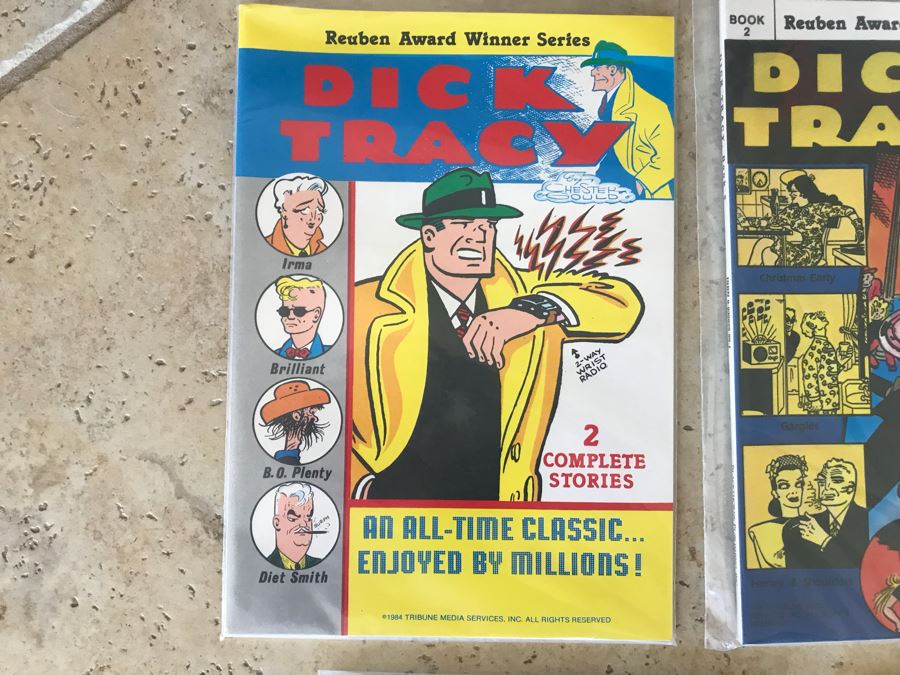 Reuben Award Winner Series
DICK
TRACY
CHESTER
GOULD
Irma
Brilliant
B.O. Plenty
Diet Smith
2-WAY
WRIST
RADIO
2
COMPLETE
STORIES
AN ALL-TIME CLASSIC...
ENJOYED BY MILLIONS!
©1984 TRIBUNE MEDIA SERVICES, INC. ALL RIGHTS RESERVED
BOOK
2
Reuben Awar
DIC
TRA
Christmas Early
Gargles